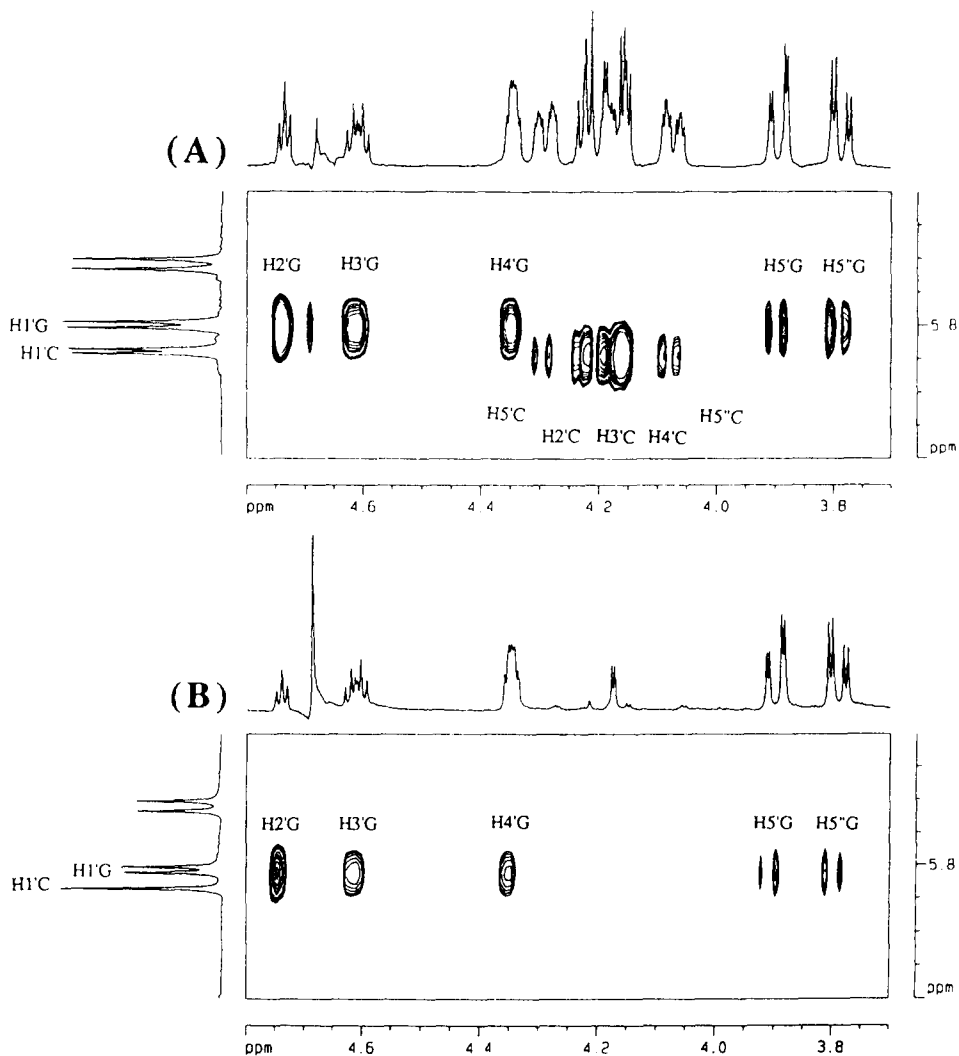 (A)
H2'G H3'G H4'G H5'G H5"G
H1'G
H1'C
5.8
H5'C H5"C
H2'C H3'C H4'C
ppm
ppm 4.6 4.4 4.2 4.0 3.8
(B)
H2'G H3'G H4'G H5'G H5"G
H1'G
H1'C
5.8
ppm
ppm 4.6 4.4 4.2 4.0 3.8